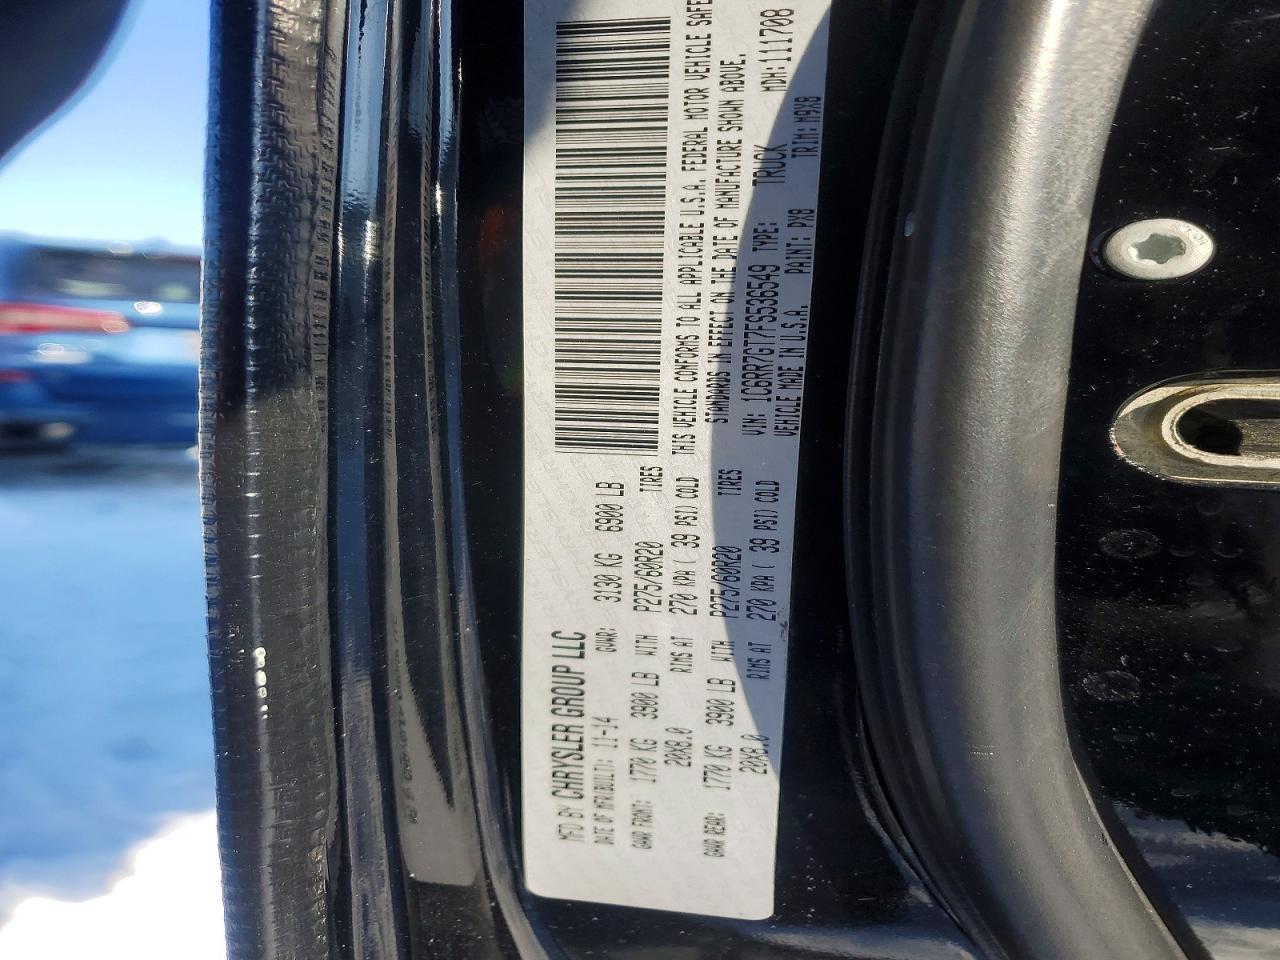 MFD BY CHRYSLER GROUP LLC
DATE OF MFR/BUILT: 11-14 GVWR: 3130 KG 6900 LB
GAWR FRONT: 1770 KG 3900 LB WITH P275/60R20 TIRES
20X8.0 RIMS AT 270 KPA ( 39 PSI) COLD
GAWR REAR: 1770 KG 3900 LB WITH P275/60R20 TIRES
20X8.0 RIMS AT 270 KPA ( 39 PSI) COLD
THIS VEHICLE CONFORMS TO ALL APPLICABLE U.S.A. FEDERAL MOTOR VEHICLE SAFE
STANDARDS IN EFFECT ON THE DATE OF MANUFACTURE SHOWN ABOVE.
VIN: 1C6RR7GT7FS536549 TYPE: TRUCK MDH:111708
VEHICLE MADE IN U.S.A. PAINT: PX8 TRIM: M9X8